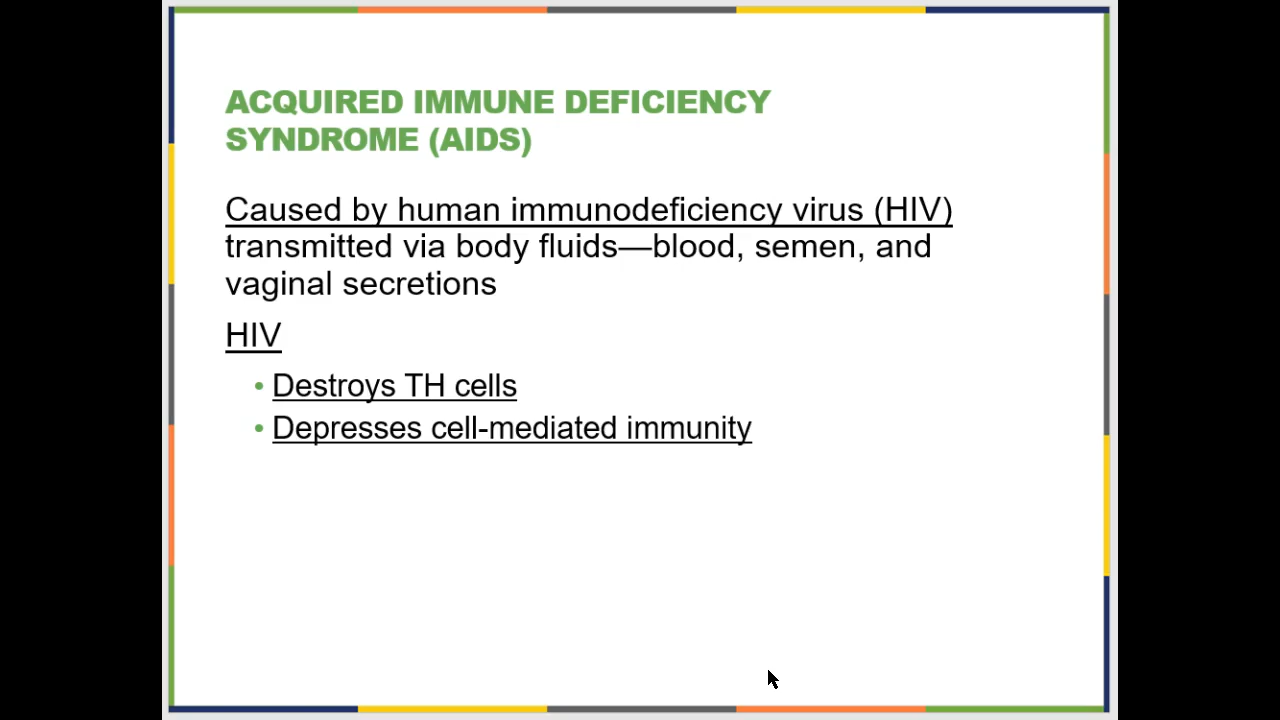 ACQUIRED IMMUNE DEFICIENCY
SYNDROME (AIDS)
Caused by human immunodeficiency virus (HIV)
transmitted via body fluids—blood, semen, and
vaginal secretions
HIV
• Destroys TH cells
• Depresses cell-mediated immunity